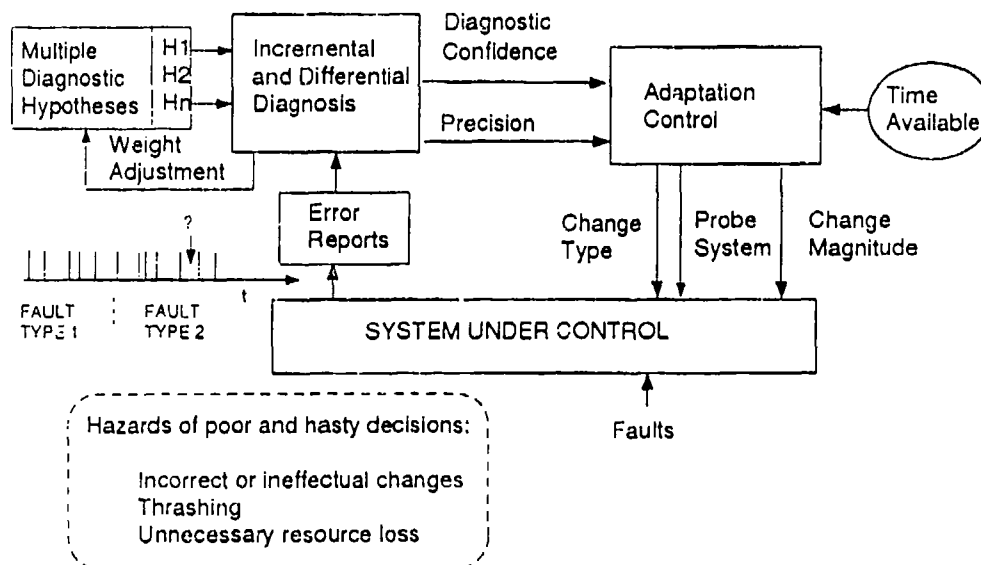 Multiple
Diagnostic
Hypotheses
H1
H2
Hn
Incremental
and Differential
Diagnosis
Diagnostic
Confidence
Precision
Adaptation
Control
Time
Available
Weight
Adjustment
Error
Reports
Change
Type
Probe
System
Change
Magnitude
?
t
FAULT
TYPE 1
FAULT
TYPE 2
SYSTEM UNDER CONTROL
Faults
Hazards of poor and hasty decisions:
Incorrect or ineffectual changes
Thrashing
Unnecessary resource loss